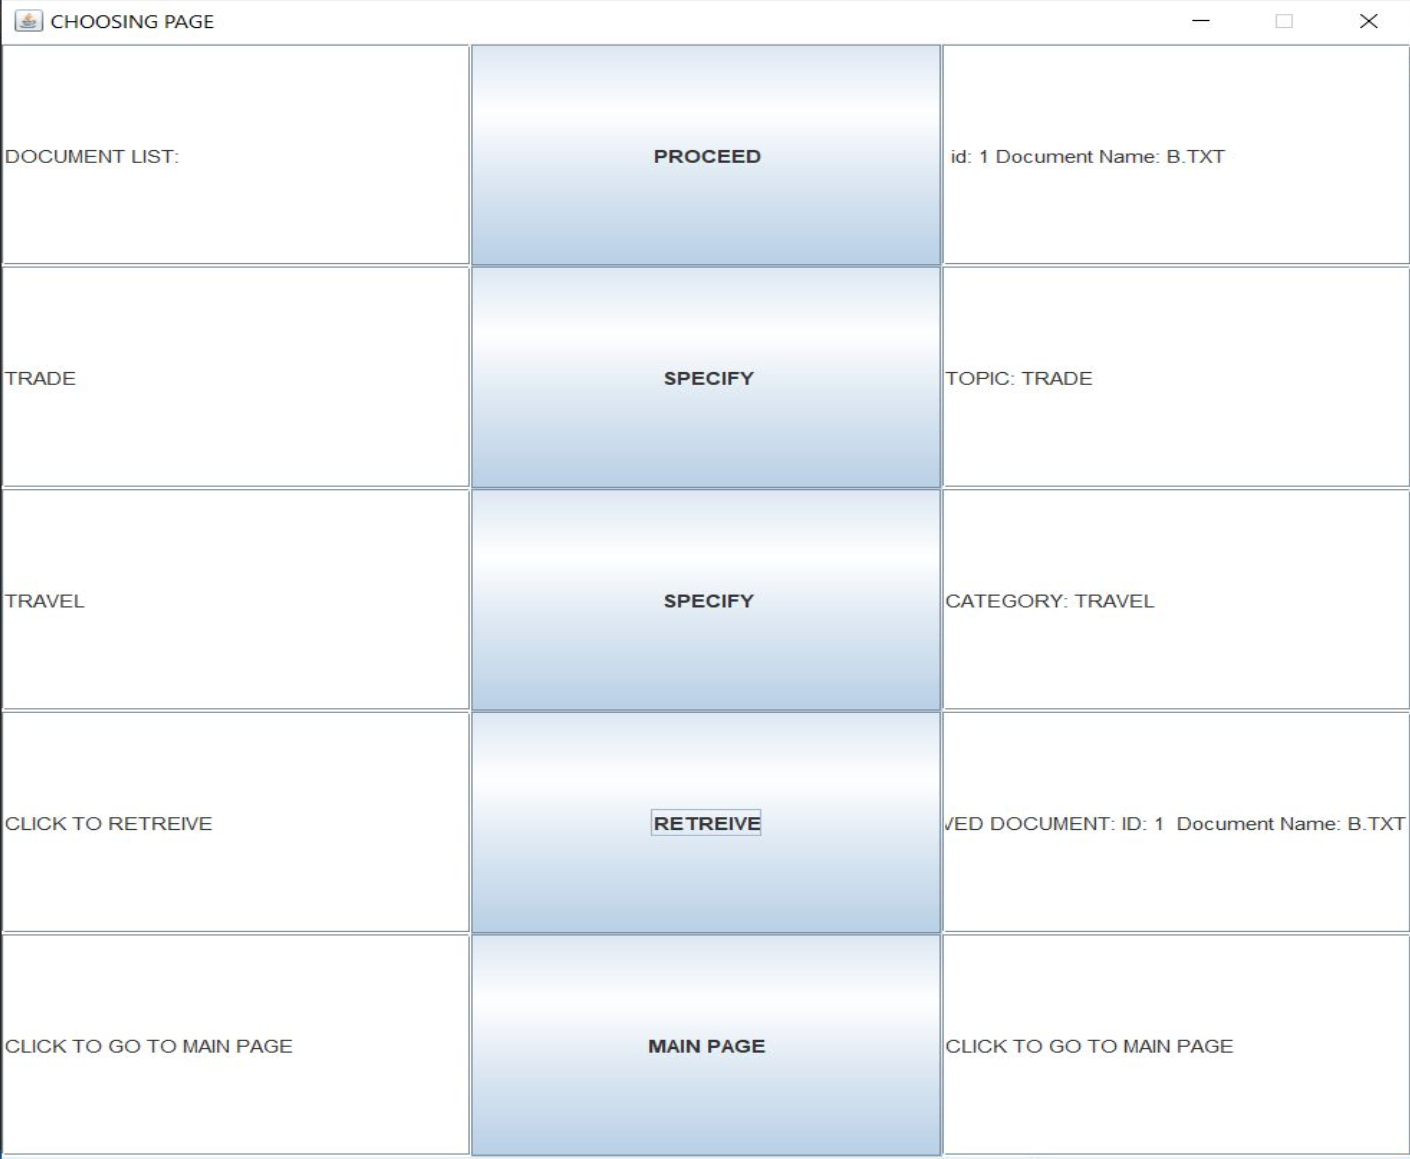 CHOOSING PAGE
DOCUMENT LIST:
PROCEED
id: 1 Document Name: B.TXT
TRADE
SPECIFY
TOPIC: TRADE
TRAVEL
SPECIFY
CATEGORY: TRAVEL
CLICK TO RETREIVE
RETREIVE
VED DOCUMENT: ID: 1  Document Name: B.TXT
CLICK TO GO TO MAIN PAGE
MAIN PAGE
CLICK TO GO TO MAIN PAGE